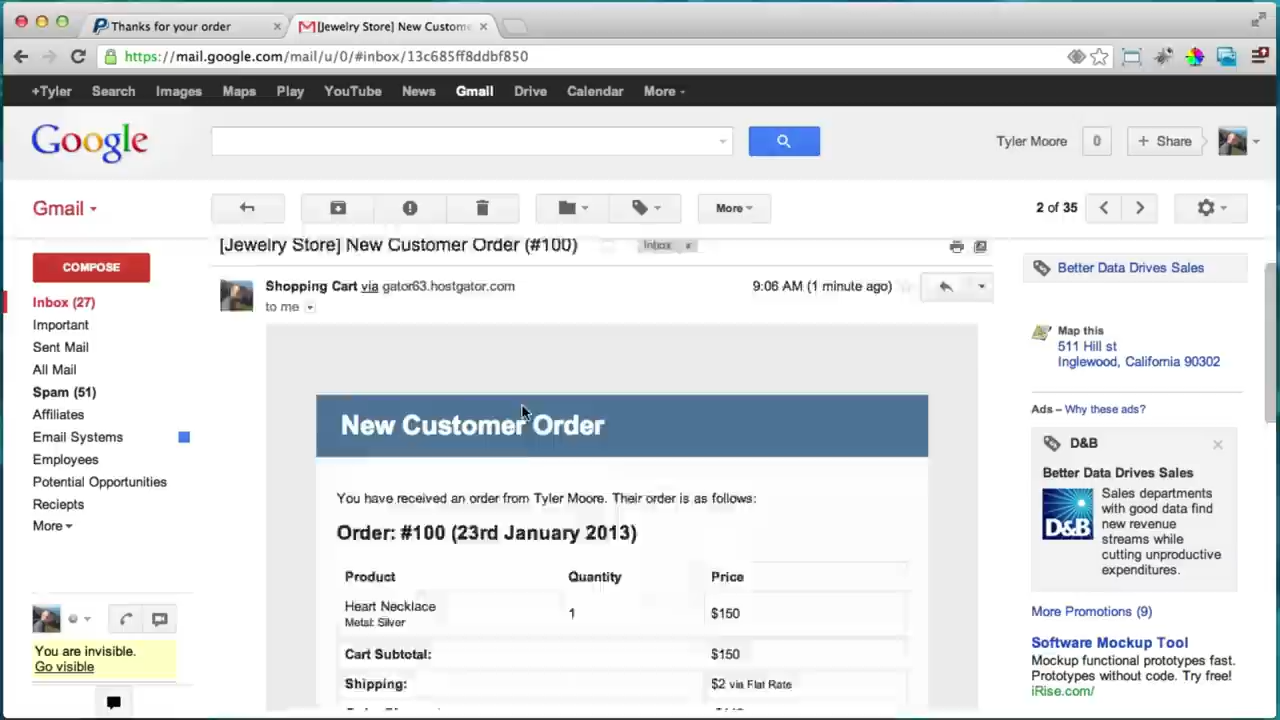 Thanks for your order
[Jewelry Store] New Custome
https://mail.google.com/mail/u/0/#inbox/13c685ff8ddbf850
+Tyler Search Images Maps Play YouTube News Gmail Drive Calendar More
Google
Tyler Moore 0 + Share
Gmail
More
2 of 35
COMPOSE
Inbox (27)
Important
Sent Mail
All Mail
Spam (51)
Affiliates
Email Systems
Employees
Potential Opportunities
Reciepts
More
You are invisible.
Go visible
[Jewelry Store] New Customer Order (#100) Inbox x
Shopping Cart via gator63.hostgator.com 9:06 AM (1 minute ago)
to me
New Customer Order
You have received an order from Tyler Moore. Their order is as follows:
Order: #100 (23rd January 2013)
Product Quantity Price
Heart Necklace 1 $150
Metal: Silver
Cart Subtotal: $150
Shipping: $2 via Flat Rate
Better Data Drives Sales
Map this
511 Hill st
Inglewood, California 90302
Ads – Why these ads?
D&B
Better Data Drives Sales
D&B
Sales departments
with good data find
new revenue
streams while
cutting unproductive
expenditures.
More Promotions (9)
Software Mockup Tool
Mockup functional prototypes fast.
Prototypes without code. Try free!
iRise.com/